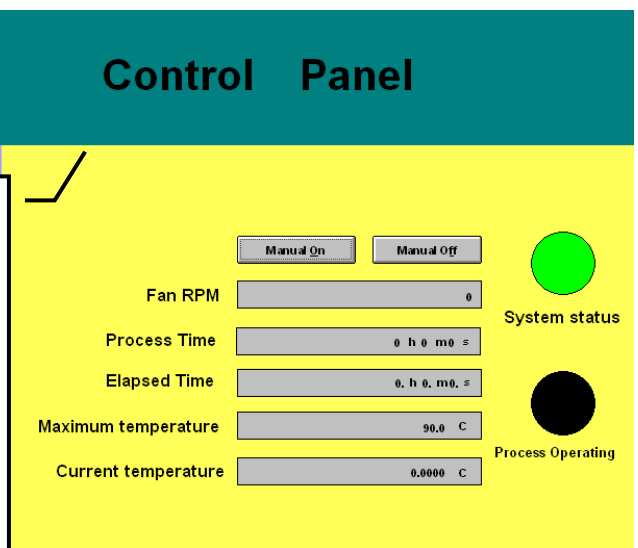 Control Panel
Manual On Manual Off
Fan RPM 0
System status
Process Time 0 h 0 m0 s
Elapsed Time 0. h 0. m0. s
Maximum temperature 90.0 C
Process Operating
Current temperature 0.0000 C